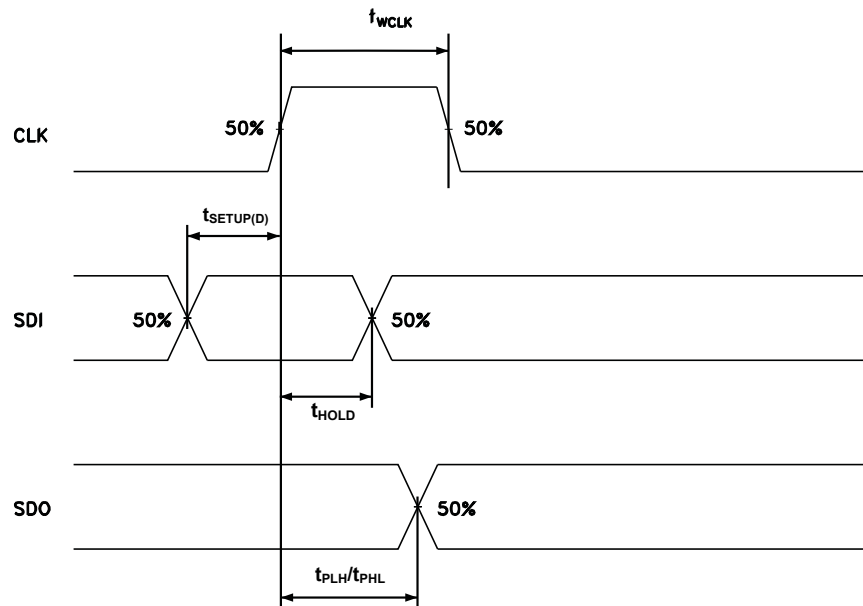 tWCLK
CLK
50%
50%
tSETUP(D)
SDI
50%
50%
tHOLD
SDO
50%
tPLH/tPHL